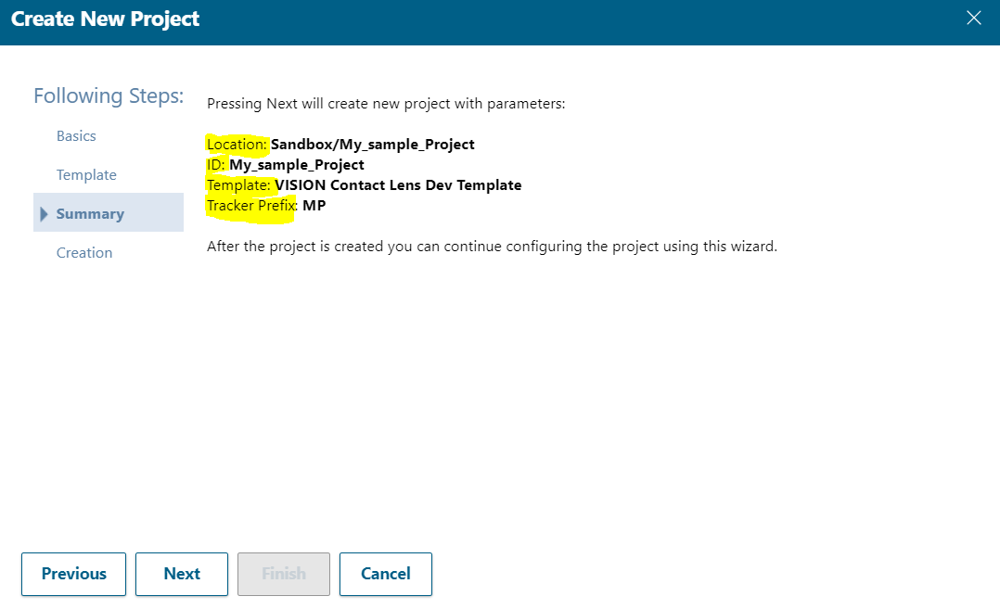 Create New Project
Following Steps:
Basics
Template
Summary
Creation
Pressing Next will create new project with parameters:
Location: Sandbox/My_sample_Project
ID: My_sample_Project
Template: VISION Contact Lens Dev Template
Tracker Prefix: MP
After the project is created you can continue configuring the project using this wizard.
Previous
Next
Finish
Cancel